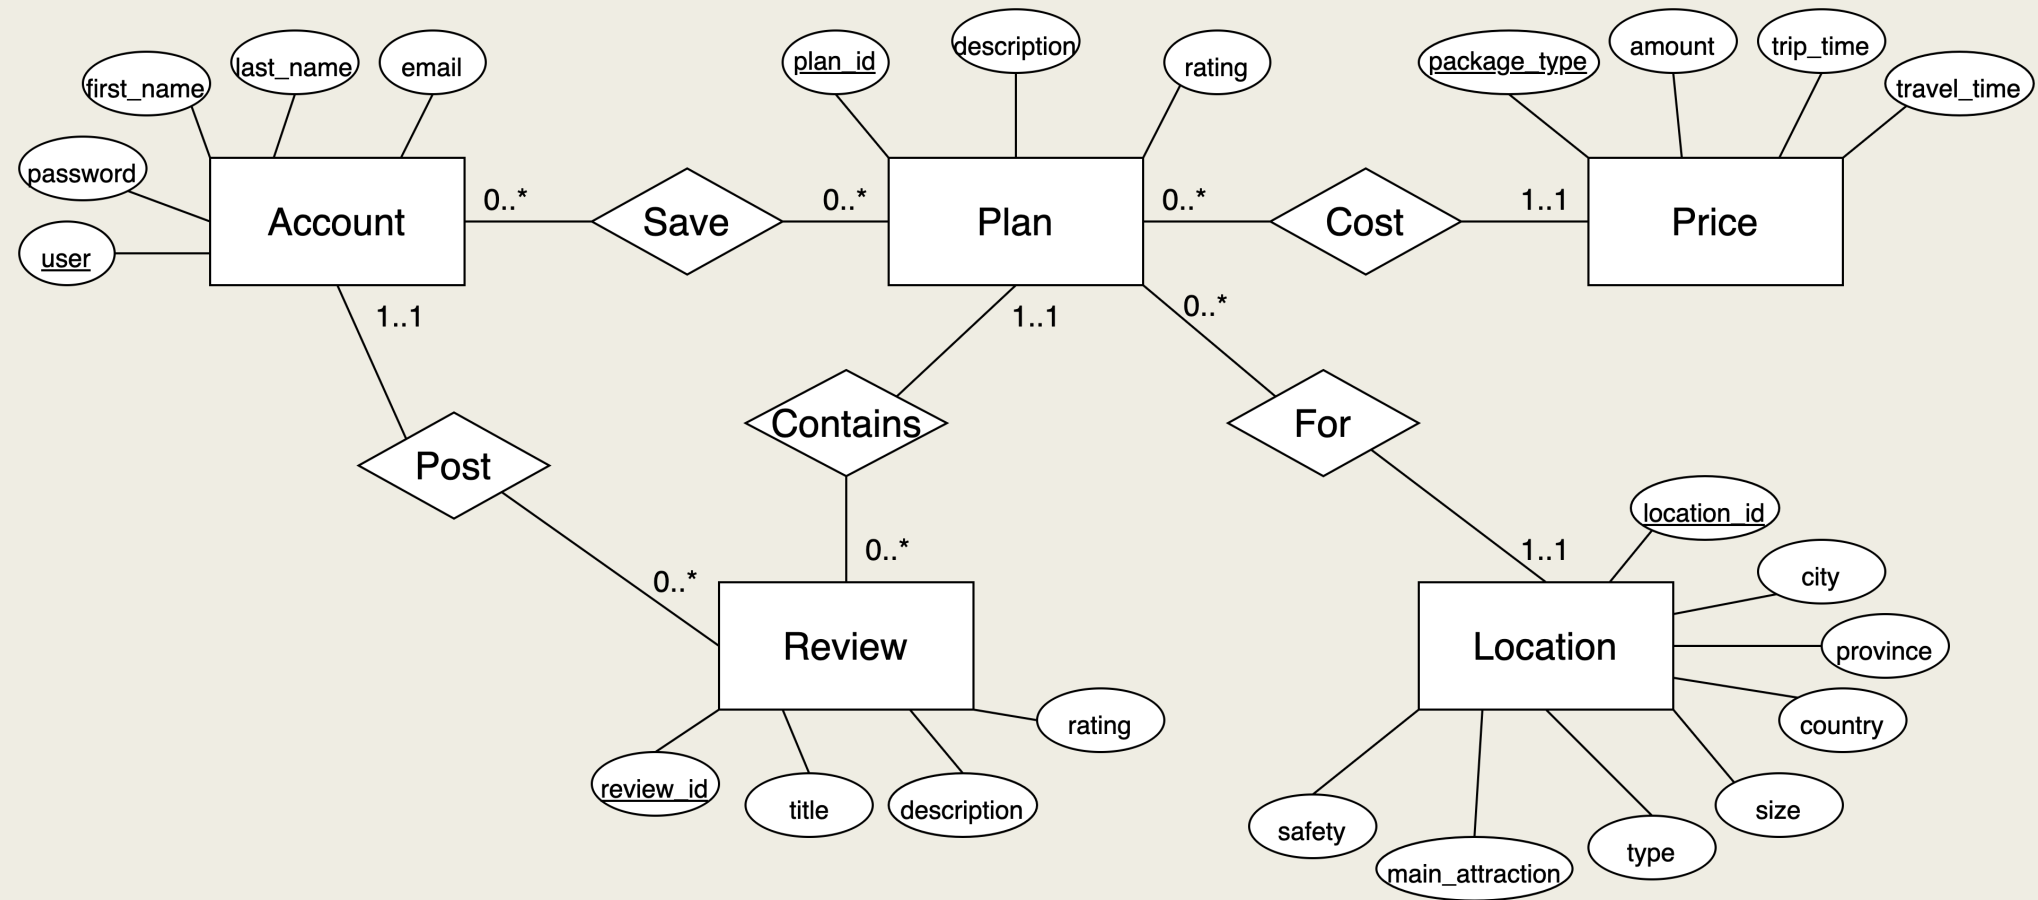 description
plan_id
rating
last_name
email
first_name
password
user
package_type
amount
trip_time
travel_time
Account
0..*
Save
0..*
Plan
0..*
Cost
1..1
Price
1..1
1..1
0..*
Post
Contains
For
0..*
0..*
1..1
Review
review_id
title
description
rating
Location
location_id
city
province
country
size
type
main_attraction
safety